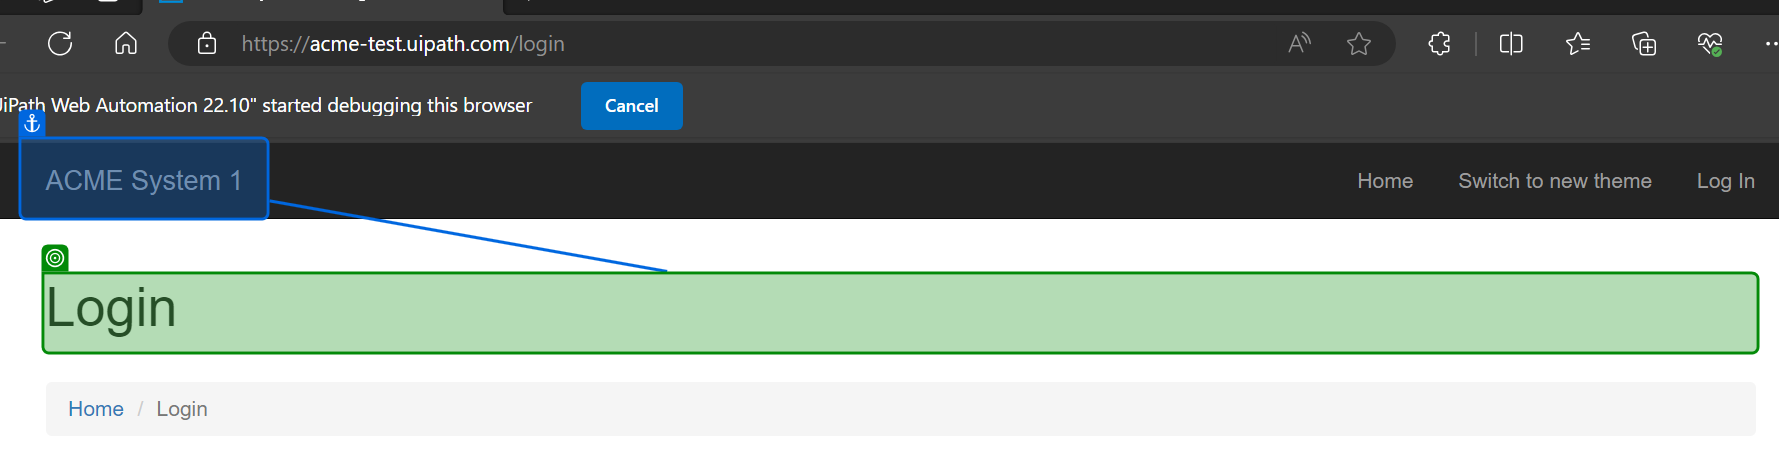 https://acme-test.uipath.com/login
UiPath Web Automation 22.10" started debugging this browser Cancel
ACME System 1 Home Switch to new theme Log In
Login
Home / Login